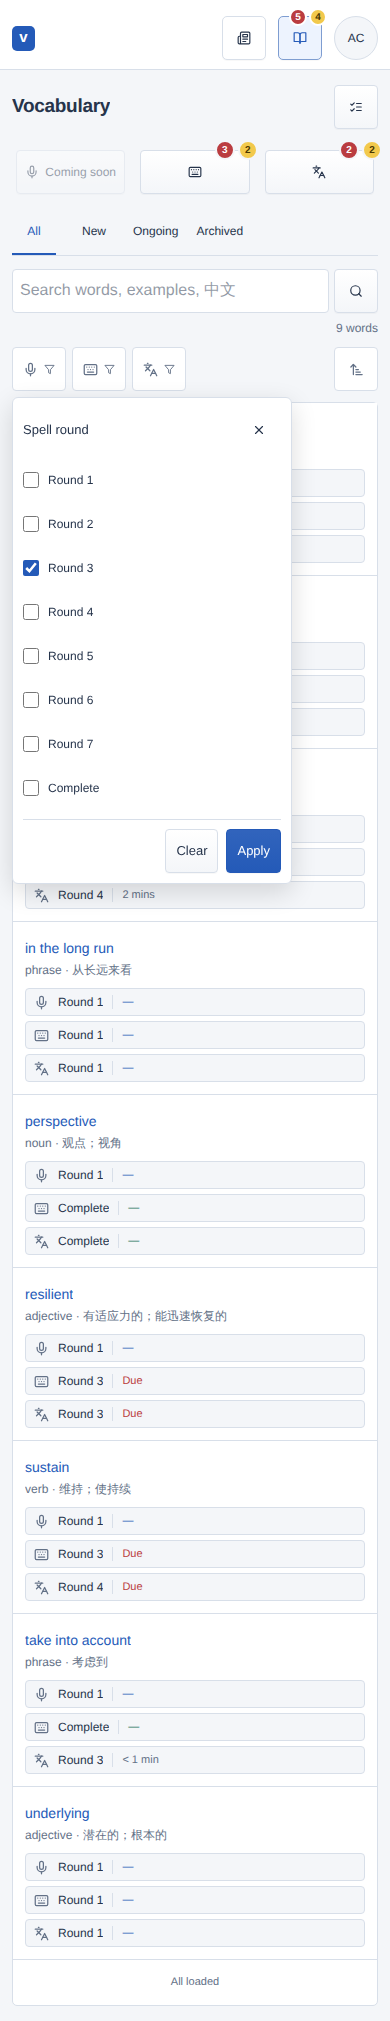 v
5
4
AC
Vocabulary
Coming soon
3
2
2
2
All
New
Ongoing
Archived
Search words, examples, 中文
9 words
Spell round
Round 1
Round 2
Round 3
Round 4
Round 5
Round 6
Round 7
Complete
Clear
Apply
Round 4 2 mins
in the long run
phrase · 从长远来看
Round 1 —
Round 1 —
Round 1 —
perspective
noun · 观点；视角
Round 1 —
Complete —
Complete —
resilient
adjective · 有适应力的；能迅速恢复的
Round 1 —
Round 3 Due
Round 3 Due
sustain
verb · 维持；使持续
Round 1 —
Round 3 Due
Round 4 Due
take into account
phrase · 考虑到
Round 1 —
Complete —
Round 3 < 1 min
underlying
adjective · 潜在的；根本的
Round 1 —
Round 1 —
Round 1 —
All loaded